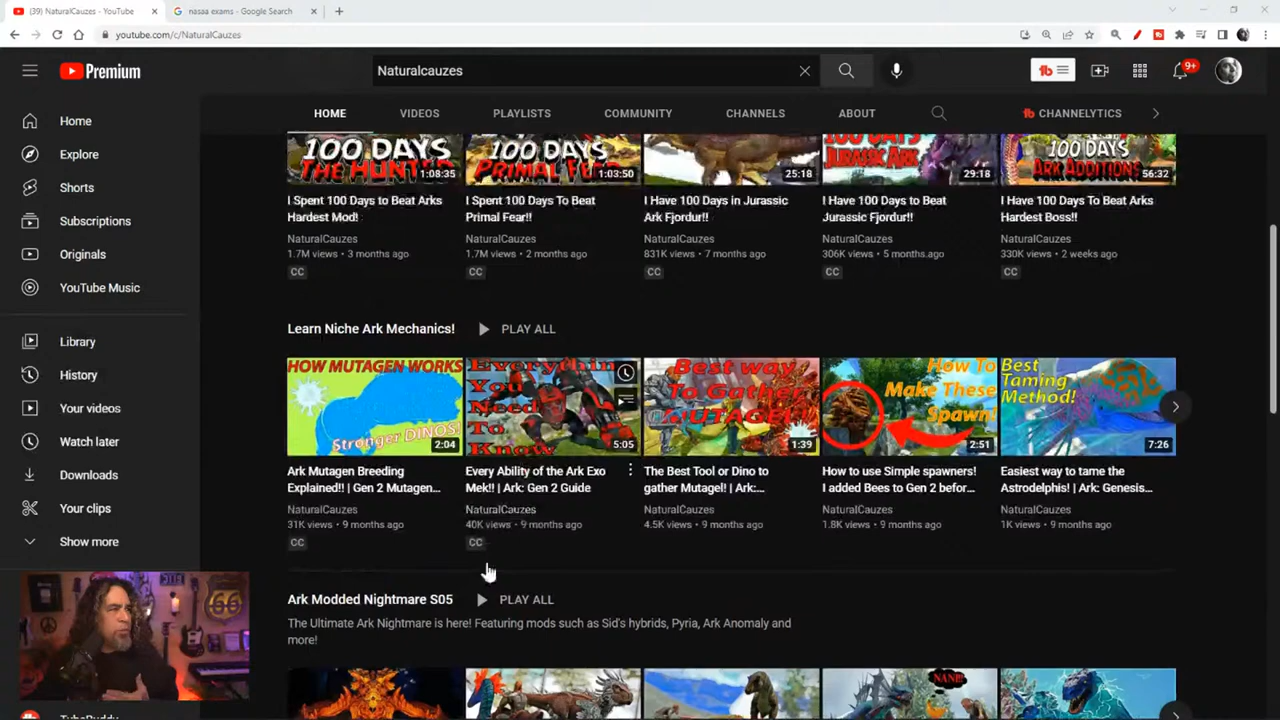 (39) NaturalCauzes - YouTube
nasaa exams - Google Search
youtube.com/c/NaturalCauzes
Premium
Naturalcauzes
tb
9+
HOME
VIDEOS
PLAYLISTS
COMMUNITY
CHANNELS
ABOUT
tb CHANNELYTICS
Home
Explore
Shorts
Subscriptions
Originals
YouTube Music
Library
History
Your videos
Watch later
Downloads
Your clips
Show more
100 DAYS
THE HUNTER
1:08:35
100 DAYS
PRIMAL FEAR
1:03:50
25:18
100 DAYS
JURASSIC ARK
29:18
100 DAYS
ARK ADDITIONS
56:32
I Spent 100 Days to Beat Arks
Hardest Mod!
NaturalCauzes
1.7M views • 3 months ago
CC
I Spent 100 Days To Beat
Primal Fear!!
NaturalCauzes
1.7M views • 2 months ago
CC
I Have 100 Days in Jurassic
Ark Fjordur!!
NaturalCauzes
831K views • 7 months ago
CC
I Have 100 Days to Beat
Jurassic Fjordur!!
NaturalCauzes
306K views • 5 months ago
CC
I Have 100 Days To Beat Arks
Hardest Boss!!
NaturalCauzes
330K views • 2 weeks ago
CC
Learn Niche Ark Mechanics!
PLAY ALL
HOW MUTAGEN WORKS
Stronger DINOS!
2:04
Everything
You
Need
To
Know
5:05
Best way
To Gather
MUTAGEN!
1:39
How To
Make These
Spawn!
2:51
Best
Taming
Method!
7:26
Ark Mutagen Breeding
Explained!! | Gen 2 Mutagen...
NaturalCauzes
31K views • 9 months ago
CC
Every Ability of the Ark Exo
Mek!! | Ark: Gen 2 Guide
NaturalCauzes
40K views • 9 months ago
CC
The Best Tool or Dino to
gather Mutagel! | Ark:...
NaturalCauzes
4.5K views • 9 months ago
How to use Simple spawners!
I added Bees to Gen 2 befor...
NaturalCauzes
1.8K views • 9 months ago
Easiest way to tame the
Astrodelphis! | Ark: Genesis...
NaturalCauzes
1K views • 9 months ago
Ark Modded Nightmare S05
PLAY ALL
The Ultimate Ark Nightmare is here! Featuring mods such as Sid's hybrids, Pyria, Ark Anomaly and
more!
NANI!
66
TubeBuddy